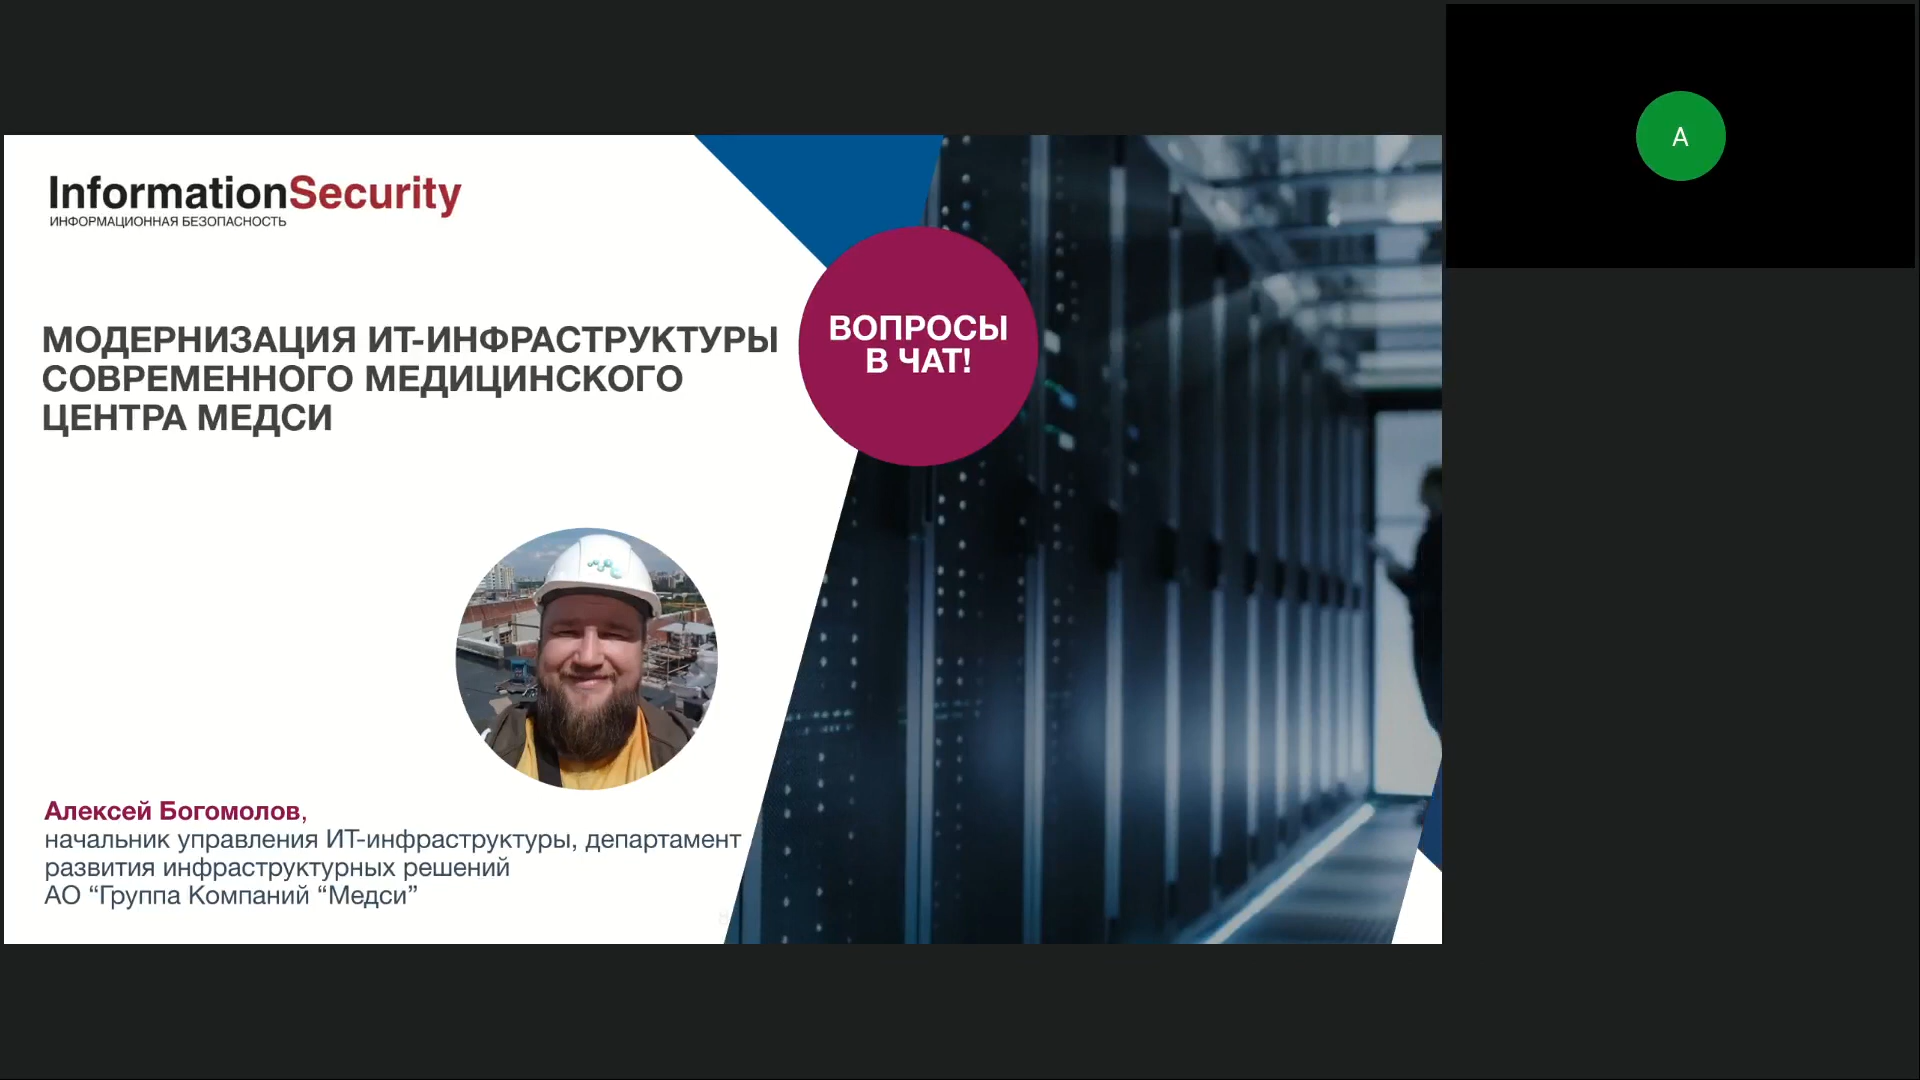 InformationSecurity
ИНФОРМАЦИОННАЯ БЕЗОПАСНОСТЬ
МОДЕРНИЗАЦИЯ ИТ-ИНФРАСТРУКТУРЫ
СОВРЕМЕННОГО МЕДИЦИНСКОГО
ЦЕНТРА МЕДСИ
ВОПРОСЫ
В ЧАТ!
Алексей Богомолов,
начальник управления ИТ-инфраструктуры, департамент
развития инфраструктурных решений
АО “Группа Компаний “Медси”
A